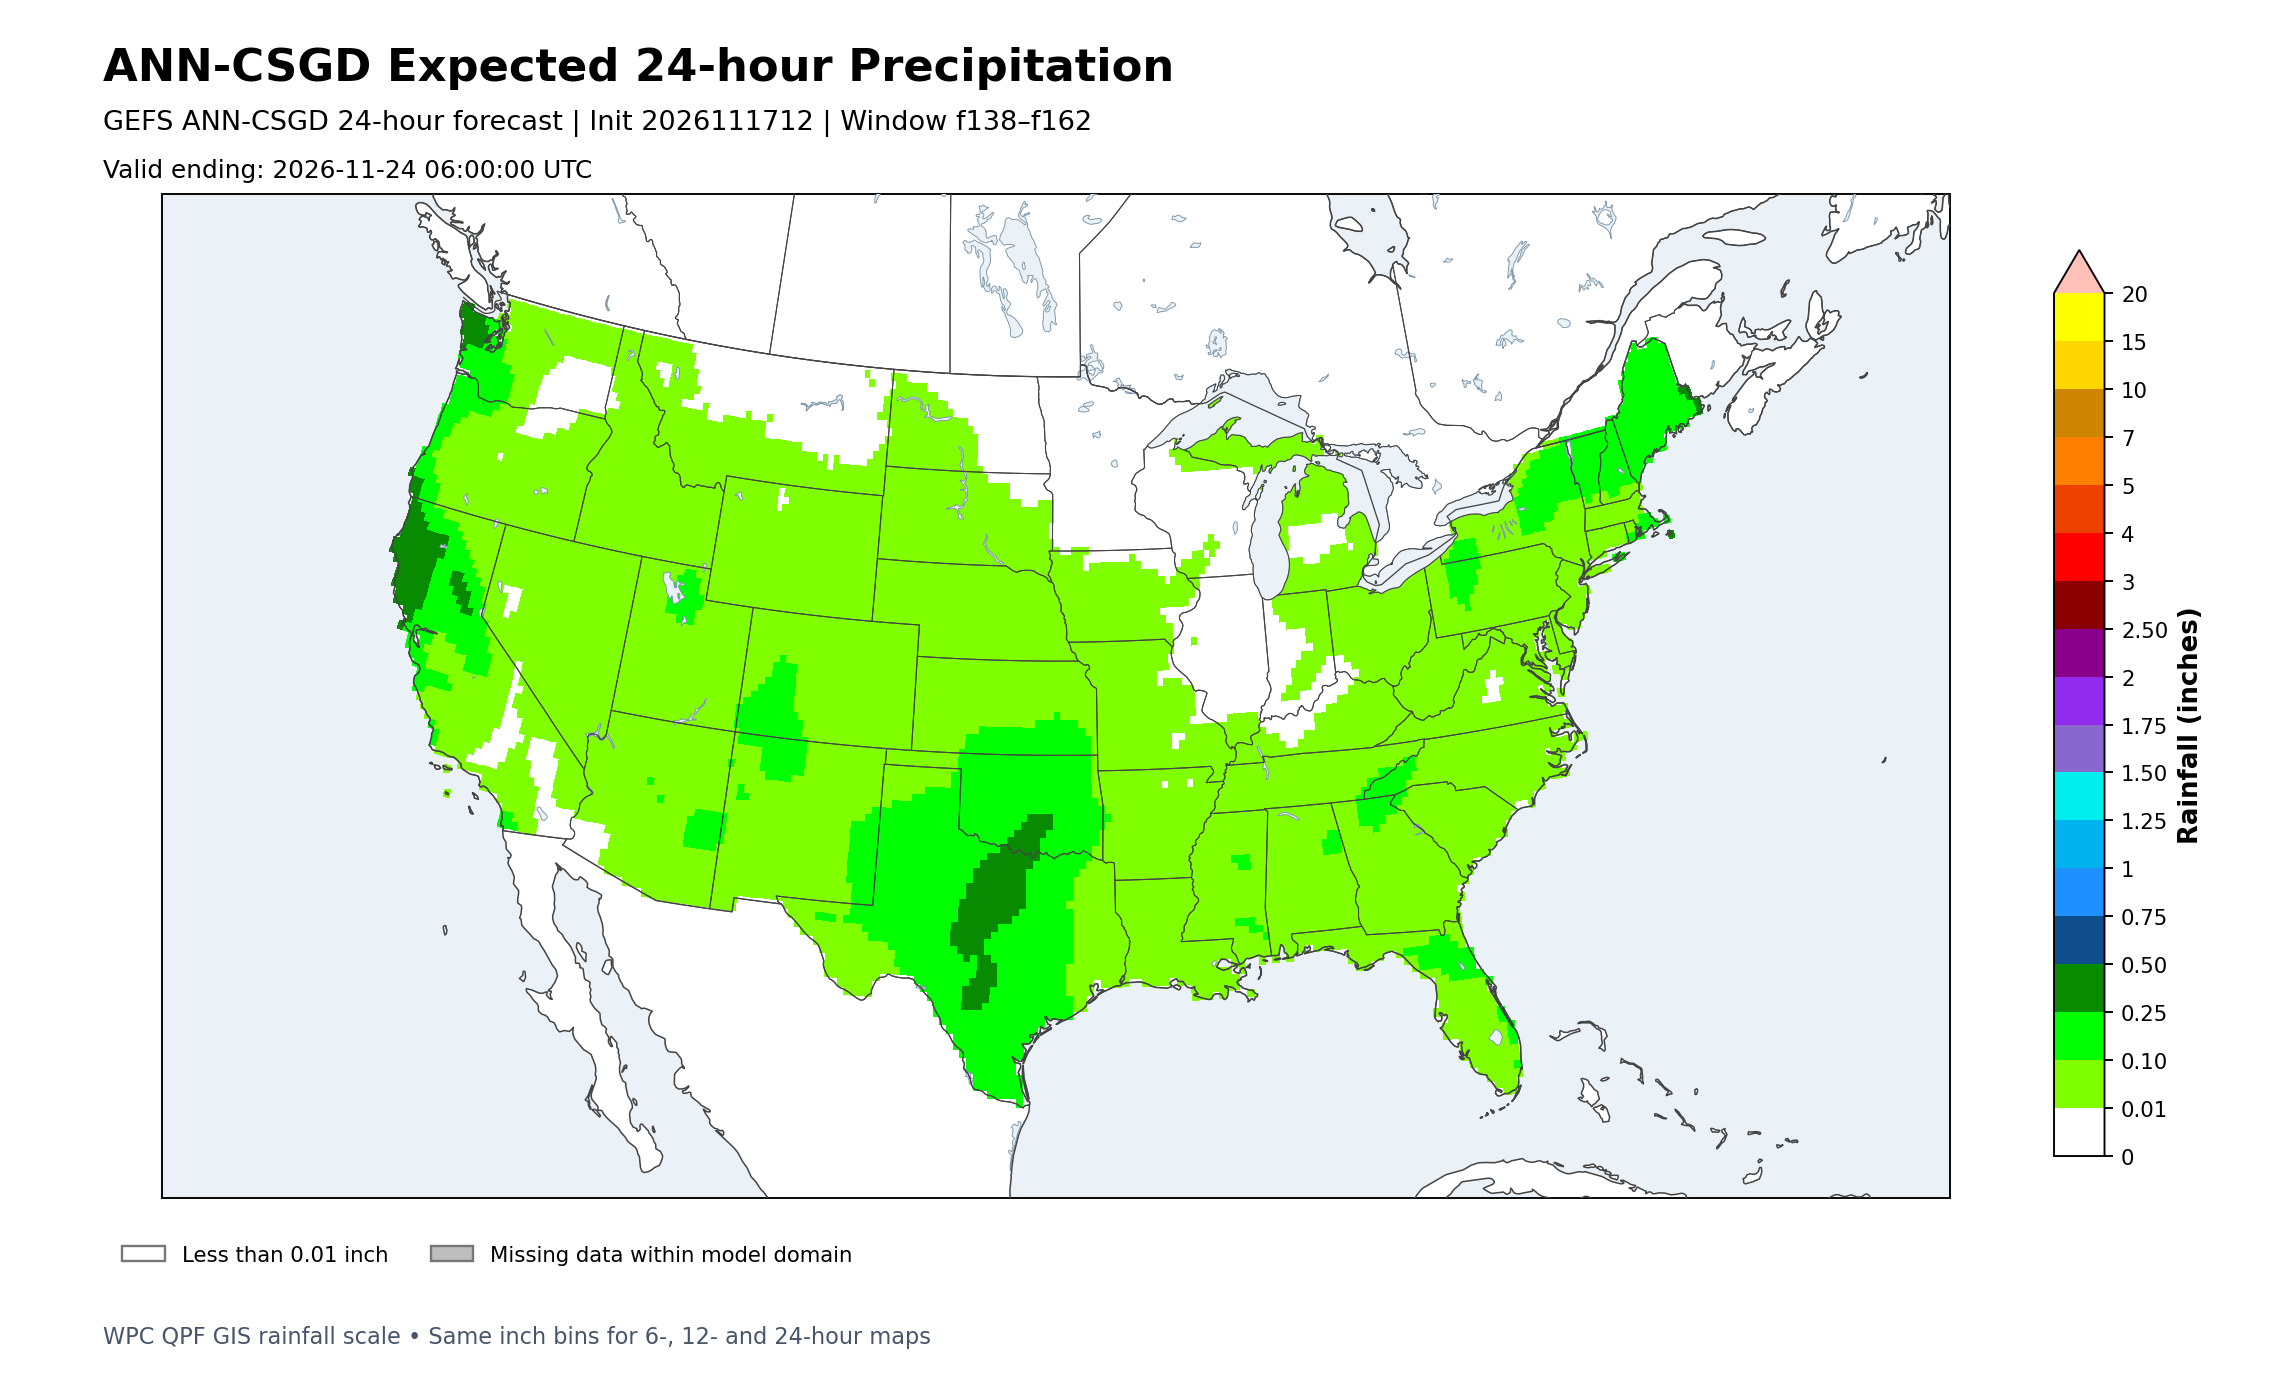 ANN-CSGD Expected 24-hour Precipitation
GEFS ANN-CSGD 24-hour forecast | Init 2026111712 | Window f138–f162
Valid ending: 2026-11-24 06:00:00 UTC
20
15
10
7
5
4
3
2.50
2
1.75
1.50
1.25
1
0.75
0.50
0.25
0.10
0.01
0
Rainfall (inches)
Less than 0.01 inch
Missing data within model domain
WPC QPF GIS rainfall scale • Same inch bins for 6-, 12- and 24-hour maps